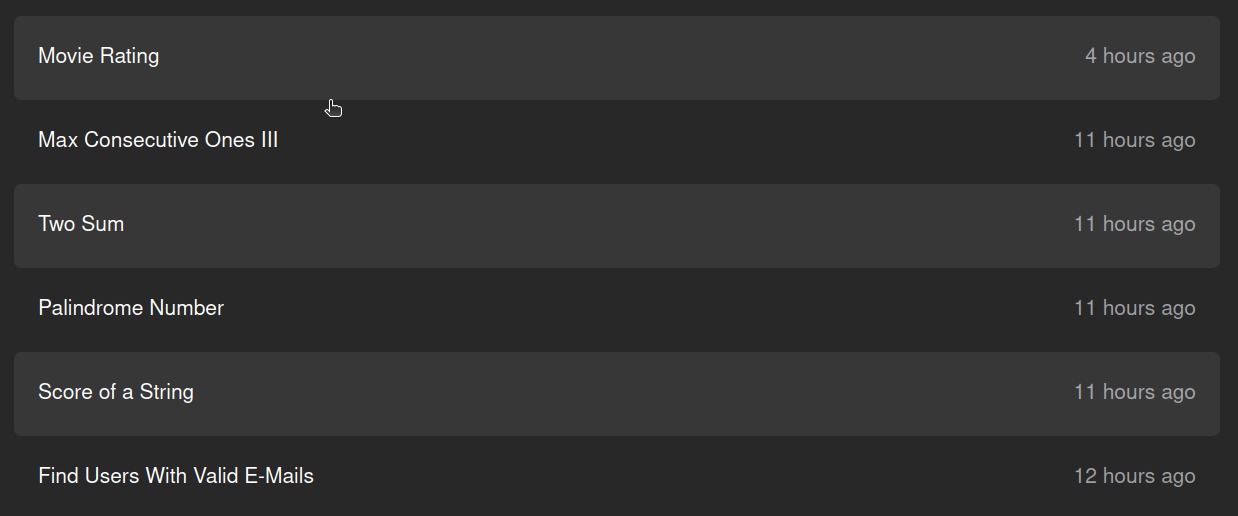 Movie Rating 4 hours ago
Max Consecutive Ones III 11 hours ago
Two Sum 11 hours ago
Palindrome Number 11 hours ago
Score of a String 11 hours ago
Find Users With Valid E-Mails 12 hours ago